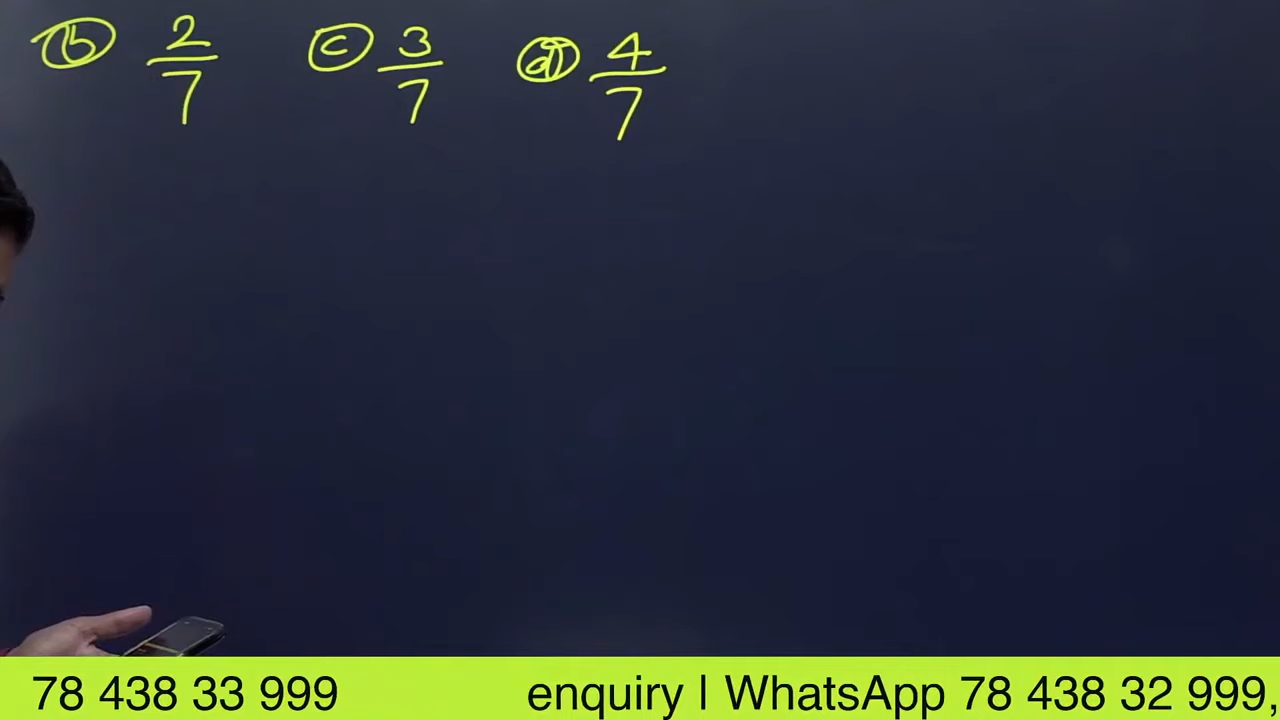 (b) 2/7 (c) 3/7 (d) 4/7
78 438 33 999 enquiry | WhatsApp 78 438 32 999,